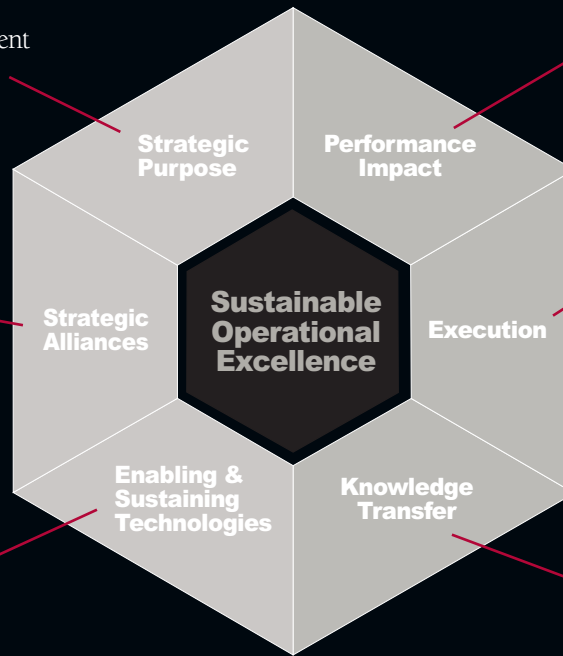 ent
Strategic
Purpose
Performance
Impact
Strategic
Alliances
Sustainable
Operational
Excellence
Execution
Enabling &
Sustaining
Technologies
Knowledge
Transfer